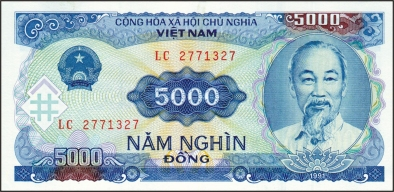 CỘNG HÒA XÃ HỘI CHỦ NGHĨA
VIỆT NAM
5000
LC 2771327
5000
LC 2771327
NĂM NGHÌN
ĐỒNG
5000
1991